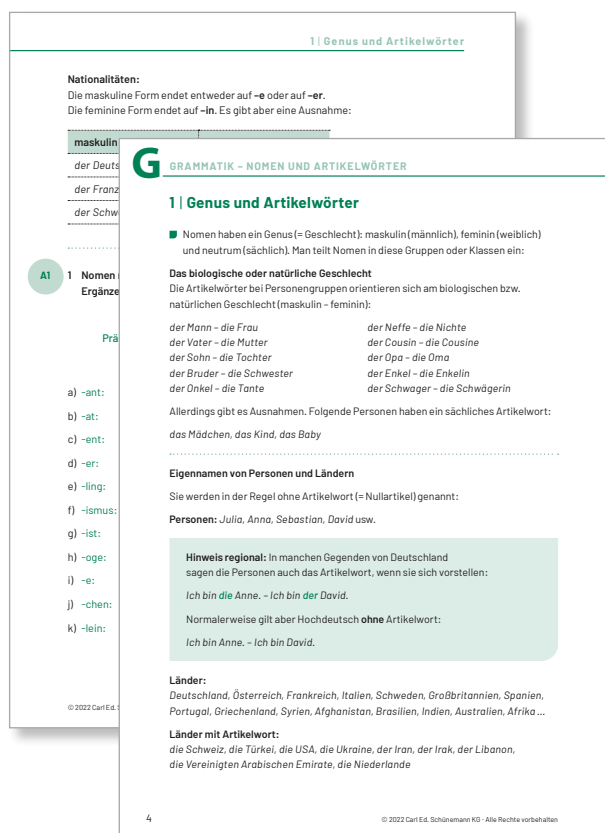 1 | Genus und Artikelwörter
Nationalitäten:
Die maskuline Form endet entweder auf –e oder auf –er.
Die feminine Form endet auf –in. Es gibt aber eine Ausnahme:
maskulin
der Deuts
der Franz
der Schw
A1 1 Nomen
Ergänze
Prä
a) -ant:
b) -at:
c) -ent:
d) -er:
e) -ling:
f) -ismus:
g) -ist:
h) -oge:
i) -e:
j) -chen:
k) -lein:
© 2022 Carl Ed.
G GRAMMATIK – NOMEN UND ARTIKELWÖRTER
1 | Genus und Artikelwörter
Nomen haben ein Genus (= Geschlecht): maskulin (männlich), feminin (weiblich)
und neutrum (sächlich). Man teilt Nomen in diese Gruppen oder Klassen ein:
Das biologische oder natürliche Geschlecht
Die Artikelwörter bei Personengruppen orientieren sich am biologischen bzw.
natürlichen Geschlecht (maskulin – feminin):
der Mann – die Frau
der Vater – die Mutter
der Sohn – die Tochter
der Bruder – die Schwester
der Onkel – die Tante
der Neffe – die Nichte
der Cousin – die Cousine
der Opa – die Oma
der Enkel – die Enkelin
der Schwager – die Schwägerin
Allerdings gibt es Ausnahmen. Folgende Personen haben ein sächliches Artikelwort:
das Mädchen, das Kind, das Baby
Eigennamen von Personen und Ländern
Sie werden in der Regel ohne Artikelwort (= Nullartikel) genannt:
Personen: Julia, Anna, Sebastian, David usw.
Hinweis regional: In manchen Gegenden von Deutschland
sagen die Personen auch das Artikelwort, wenn sie sich vorstellen:
Ich bin die Anne. – Ich bin der David.
Normalerweise gilt aber Hochdeutsch ohne Artikelwort:
Ich bin Anne. – Ich bin David.
Länder:
Deutschland, Österreich, Frankreich, Italien, Schweden, Großbritannien, Spanien,
Portugal, Griechenland, Syrien, Afghanistan, Brasilien, Indien, Australien, Afrika ...
Länder mit Artikelwort:
die Schweiz, die Türkei, die USA, die Ukraine, der Iran, der Irak, der Libanon,
die Vereinigten Arabischen Emirate, die Niederlande
4
© 2022 Carl Ed. Schünemann KG - Alle Rechte vorbehalten